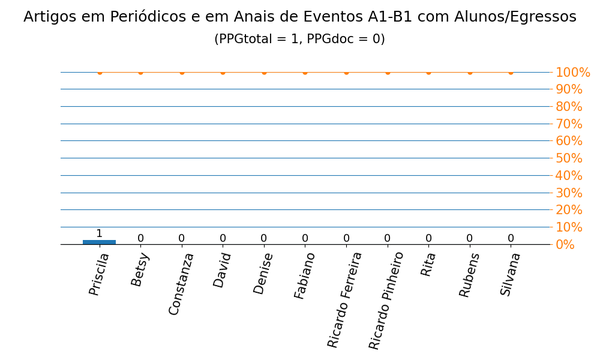 Artigos em Periódicos e em Anais de Eventos A1-B1 com Alunos/Egressos
(PPGtotal = 1, PPGdoc = 0)
100%
90%
80%
70%
60%
50%
40%
30%
20%
10%
0%
1 0 0 0 0 0 0 0 0 0 0
Priscila
Betsy
Constanza
David
Denise
Fabiano
Ricardo Ferreira
Ricardo Pinheiro
Rita
Rubens
Silvana